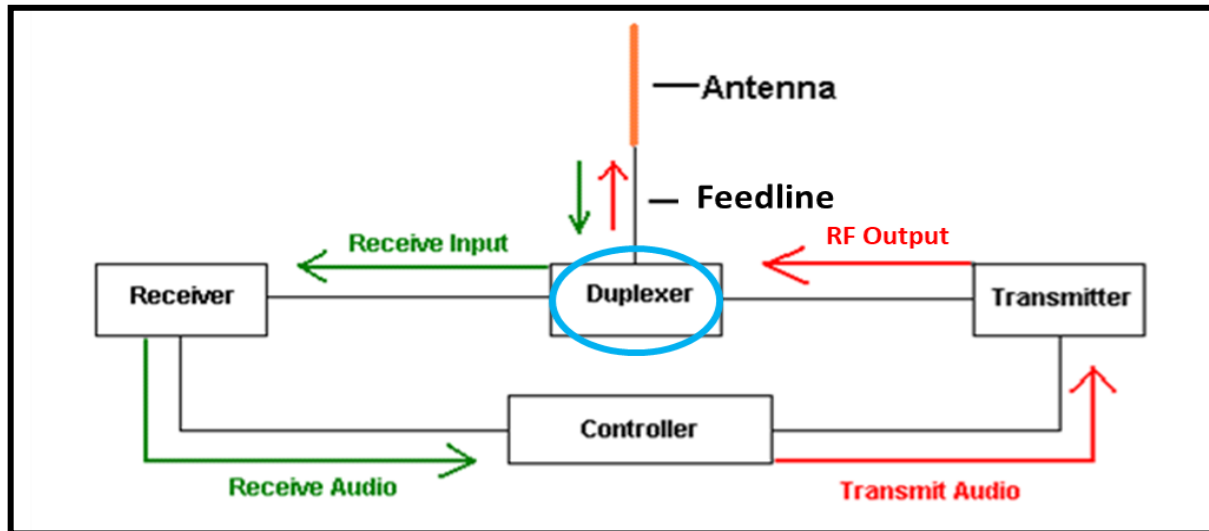 Antenna
Feedline
Receive Input
RF Output
Receiver
Duplexer
Transmitter
Controller
Receive Audio
Transmit Audio